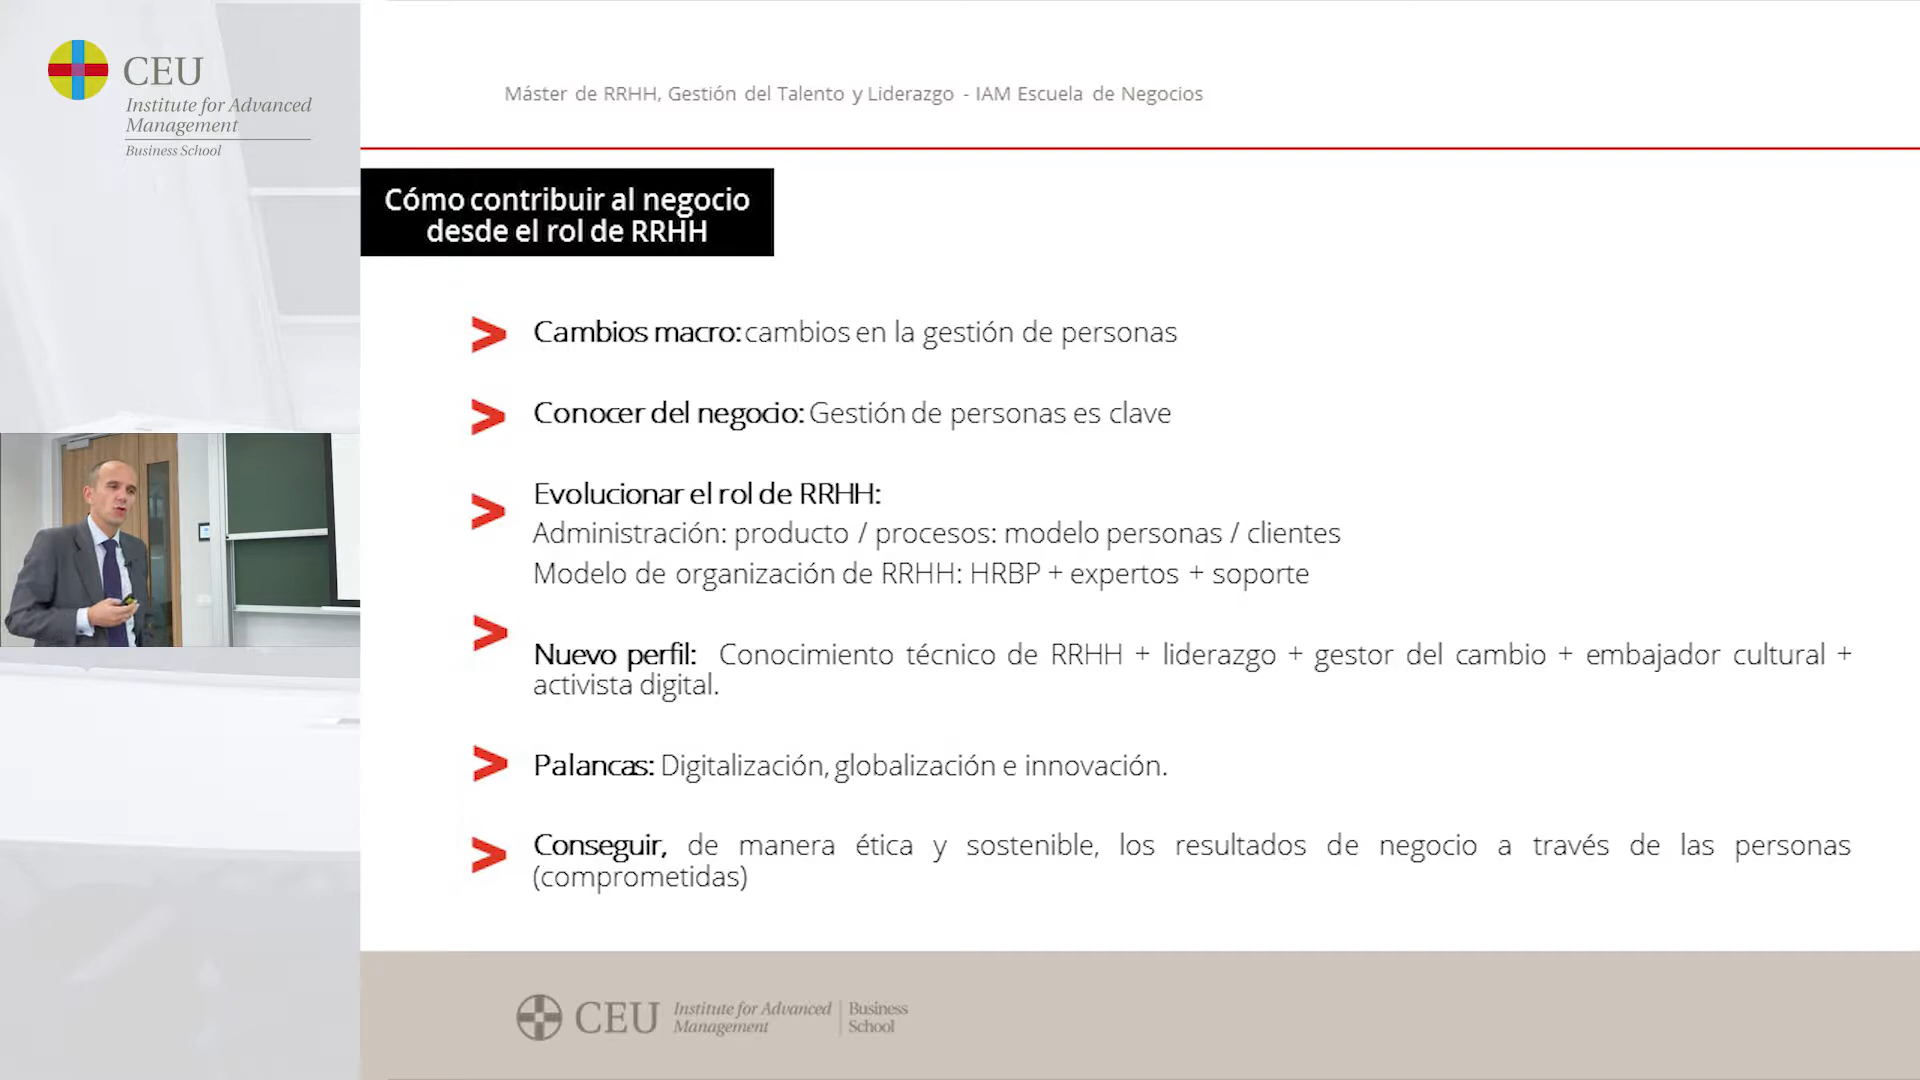 CEU
Institute for Advanced
Management
Business School
Máster de RRHH, Gestión del Talento y Liderazgo - IAM Escuela de Negocios
Cómo contribuir al negocio
desde el rol de RRHH
> Cambios macro: cambios en la gestión de personas
> Conocer del negocio: Gestión de personas es clave
> Evolucionar el rol de RRHH:
Administración: producto / procesos: modelo personas / clientes
Modelo de organización de RRHH: HRBP + expertos + soporte
> Nuevo perfil: Conocimiento técnico de RRHH + liderazgo + gestor del cambio + embajador cultural +
activista digital.
> Palancas: Digitalización, globalización e innovación.
> Conseguir, de manera ética y sostenible, los resultados de negocio a través de las personas
(comprometidas)
CEU Institute for Advanced Management | Business School